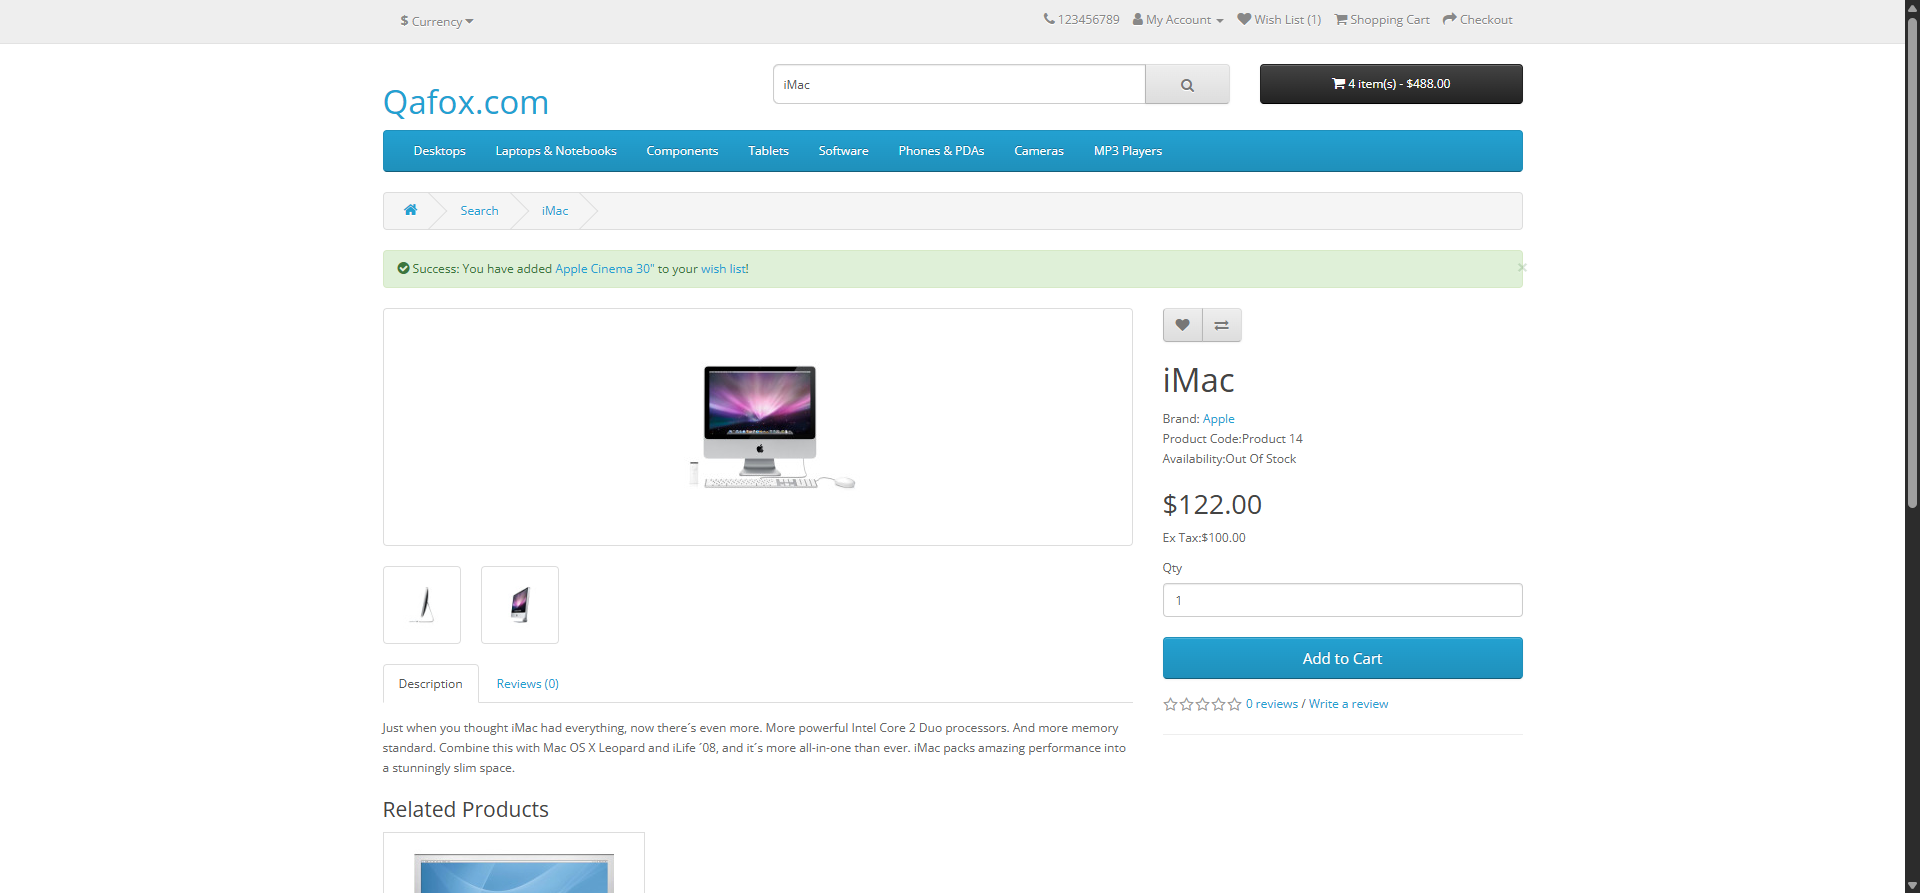 $ Currency
123456789 My Account Wish List (1) Shopping Cart Checkout
Qafox.com
iMac
4 item(s) - $488.00
Desktops Laptops & Notebooks Components Tablets Software Phones & PDAs Cameras MP3 Players
Search iMac
Success: You have added Apple Cinema 30" to your wish list!
×
iMac
Brand: Apple
Product Code:Product 14
Availability:Out Of Stock
$122.00
Ex Tax:$100.00
Qty
1
Add to Cart
0 reviews / Write a review
Description Reviews (0)
Just when you thought iMac had everything, now there´s even more. More powerful Intel Core 2 Duo processors. And more memory
standard. Combine this with Mac OS X Leopard and iLife ´08, and it´s more all-in-one than ever. iMac packs amazing performance into
a stunningly slim space.
Related Products